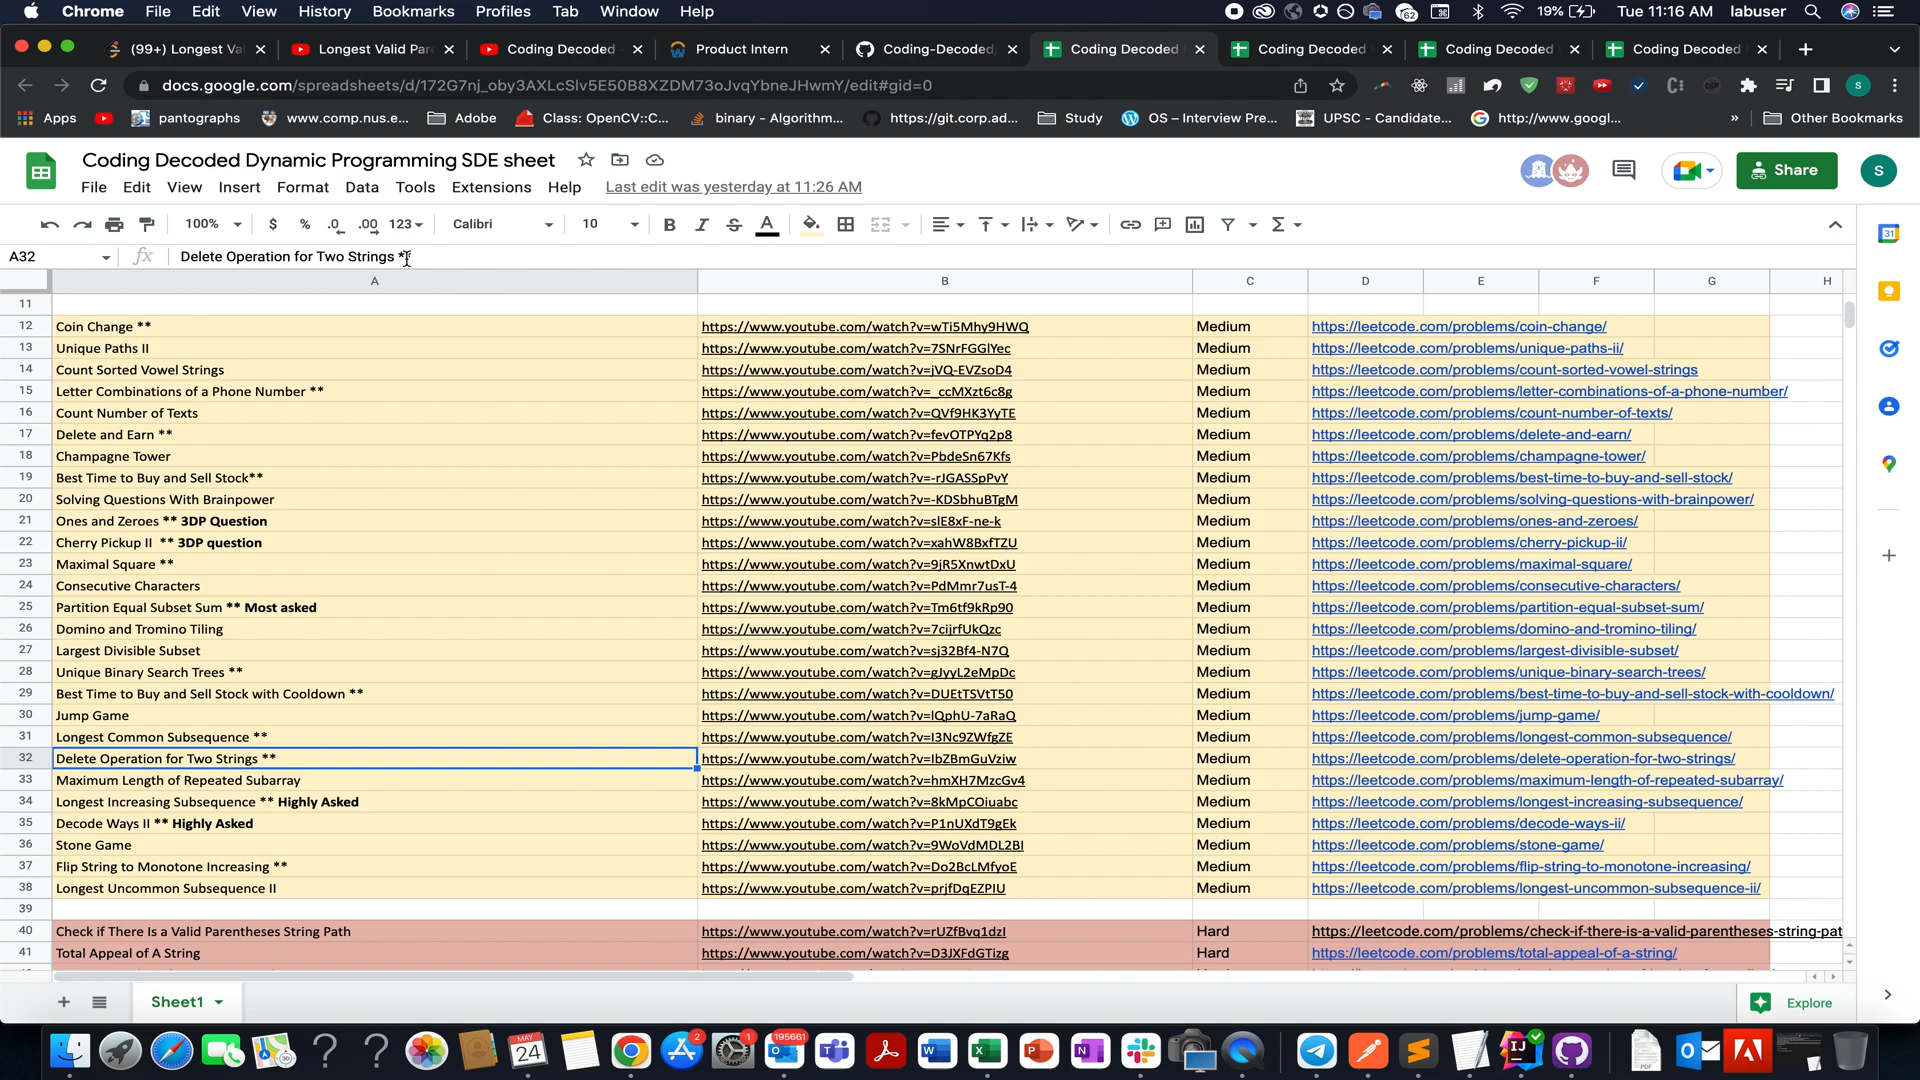 Chrome File Edit View History Bookmarks Profiles Tab Window Help 62 19% Tue 11:16 AM labuser
(99+) Longest Va Longest Valid Par Coding Decoded Product Intern Coding-Decoded/ Coding Decoded Coding Decoded Coding Decoded Coding Decoded
docs.google.com/spreadsheets/d/172G7nj_oby3AXLcSlv5E50B8XZDM73oJvqYbneJHwmY/edit#gid=0
Apps pantographs www.comp.nus.e... Adobe Class: OpenCV::C... binary - Algorithm... https://git.corp.ad... Study OS – Interview Pre... UPSC - Candidate... http://www.googl... » Other Bookmarks
Coding Decoded Dynamic Programming SDE sheet
File Edit View Insert Format Data Tools Extensions Help Last edit was yesterday at 11:26 AM Share S
100% $ % .0 .00 123 Calibri 10 B I S A
A32 fx Delete Operation for Two Strings **
A B C D E F G H
11
12 Coin Change ** https://www.youtube.com/watch?v=wTi5Mhy9HWQ Medium https://leetcode.com/problems/coin-change/
13 Unique Paths II https://www.youtube.com/watch?v=7SNrFGGlYec Medium https://leetcode.com/problems/unique-paths-ii/
14 Count Sorted Vowel Strings https://www.youtube.com/watch?v=jVQ-EVZsoD4 Medium https://leetcode.com/problems/count-sorted-vowel-strings
15 Letter Combinations of a Phone Number ** https://www.youtube.com/watch?v=_ccMXzt6c8g Medium https://leetcode.com/problems/letter-combinations-of-a-phone-number/
16 Count Number of Texts https://www.youtube.com/watch?v=QVf9HK3YyTE Medium https://leetcode.com/problems/count-number-of-texts/
17 Delete and Earn ** https://www.youtube.com/watch?v=fevOTPYq2p8 Medium https://leetcode.com/problems/delete-and-earn/
18 Champagne Tower https://www.youtube.com/watch?v=PbdeSn67Kfs Medium https://leetcode.com/problems/champagne-tower/
19 Best Time to Buy and Sell Stock** https://www.youtube.com/watch?v=-rJGASSpPvY Medium https://leetcode.com/problems/best-time-to-buy-and-sell-stock/
20 Solving Questions With Brainpower https://www.youtube.com/watch?v=-KDSbhuBTgM Medium https://leetcode.com/problems/solving-questions-with-brainpower/
21 Ones and Zeroes ** 3DP Question https://www.youtube.com/watch?v=slE8xF-ne-k Medium https://leetcode.com/problems/ones-and-zeroes/
22 Cherry Pickup II ** 3DP question https://www.youtube.com/watch?v=xahW8BxfTZU Medium https://leetcode.com/problems/cherry-pickup-ii/
23 Maximal Square ** https://www.youtube.com/watch?v=9jR5XnwtDxU Medium https://leetcode.com/problems/maximal-square/
24 Consecutive Characters https://www.youtube.com/watch?v=PdMmr7usT-4 Medium https://leetcode.com/problems/consecutive-characters/
25 Partition Equal Subset Sum ** Most asked https://www.youtube.com/watch?v=Tm6tf9kRp90 Medium https://leetcode.com/problems/partition-equal-subset-sum/
26 Domino and Tromino Tiling https://www.youtube.com/watch?v=7cijrfUkQzc Medium https://leetcode.com/problems/domino-and-tromino-tiling/
27 Largest Divisible Subset https://www.youtube.com/watch?v=sj32Bf4-N7Q Medium https://leetcode.com/problems/largest-divisible-subset/
28 Unique Binary Search Trees ** https://www.youtube.com/watch?v=gJyyL2eMpDc Medium https://leetcode.com/problems/unique-binary-search-trees/
29 Best Time to Buy and Sell Stock with Cooldown ** https://www.youtube.com/watch?v=DUEtTSVtT50 Medium https://leetcode.com/problems/best-time-to-buy-and-sell-stock-with-cooldown/
30 Jump Game https://www.youtube.com/watch?v=lQphU-7aRaQ Medium https://leetcode.com/problems/jump-game/
31 Longest Common Subsequence ** https://www.youtube.com/watch?v=I3Nc9ZWfgZE Medium https://leetcode.com/problems/longest-common-subsequence/
32 Delete Operation for Two Strings ** https://www.youtube.com/watch?v=IbZBmGuVziw Medium https://leetcode.com/problems/delete-operation-for-two-strings/
33 Maximum Length of Repeated Subarray https://www.youtube.com/watch?v=hmXH7MzcGv4 Medium https://leetcode.com/problems/maximum-length-of-repeated-subarray/
34 Longest Increasing Subsequence ** Highly Asked https://www.youtube.com/watch?v=8kMpCOiuabc Medium https://leetcode.com/problems/longest-increasing-subsequence/
35 Decode Ways II ** Highly Asked https://www.youtube.com/watch?v=P1nUXdT9gEk Medium https://leetcode.com/problems/decode-ways-ii/
36 Stone Game https://www.youtube.com/watch?v=9WoVdMDL2BI Medium https://leetcode.com/problems/stone-game/
37 Flip String to Monotone Increasing ** https://www.youtube.com/watch?v=Do2BcLMfyoE Medium https://leetcode.com/problems/flip-string-to-monotone-increasing/
38 Longest Uncommon Subsequence II https://www.youtube.com/watch?v=prjfDqEZPIU Medium https://leetcode.com/problems/longest-uncommon-subsequence-ii/
39
40 Check if There Is a Valid Parentheses String Path https://www.youtube.com/watch?v=rUZfBvq1dzI Hard https://leetcode.com/problems/check-if-there-is-a-valid-parentheses-string-pat
41 Total Appeal of A String https://www.youtube.com/watch?v=D3JXFdGTizg Hard https://leetcode.com/problems/total-appeal-of-a-string/
Sheet1 Explore
MAY 24 2 1 195661